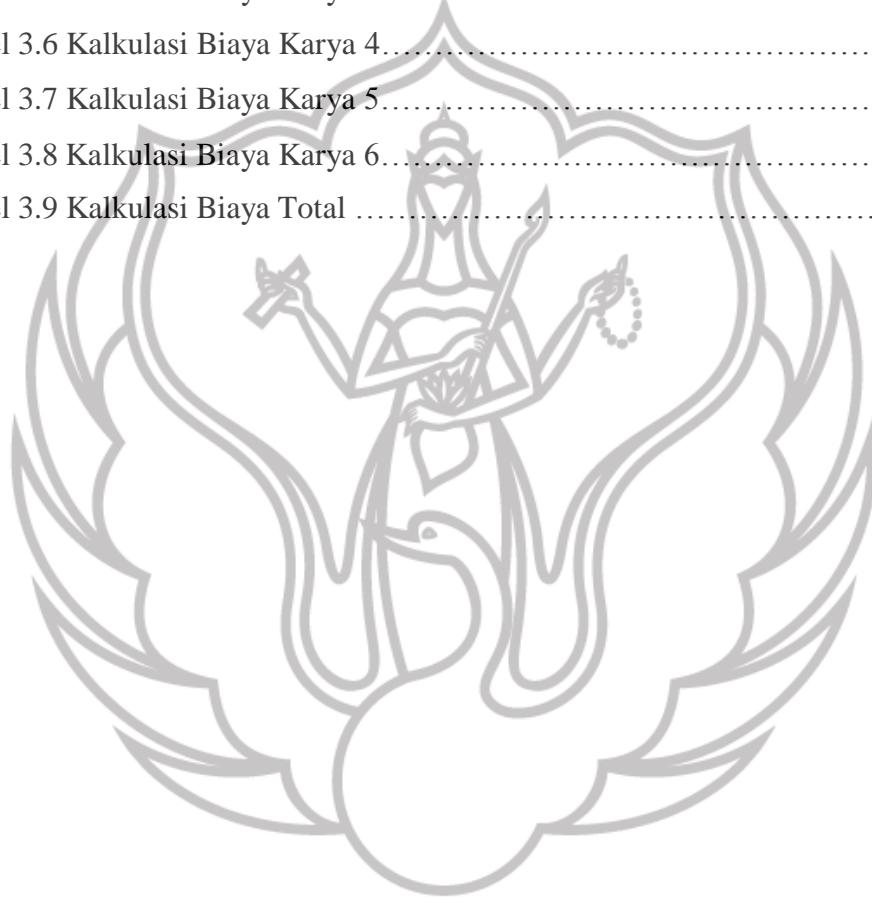 l 3.6 Kalkulasi Biaya Karya 4……………………………………………
l 3.7 Kalkulasi Biaya Karya 5……………………………………………
l 3.8 Kalkulasi Biaya Karya 6……………………………………………
l 3.9 Kalkulasi Biaya Total ………………………………………………